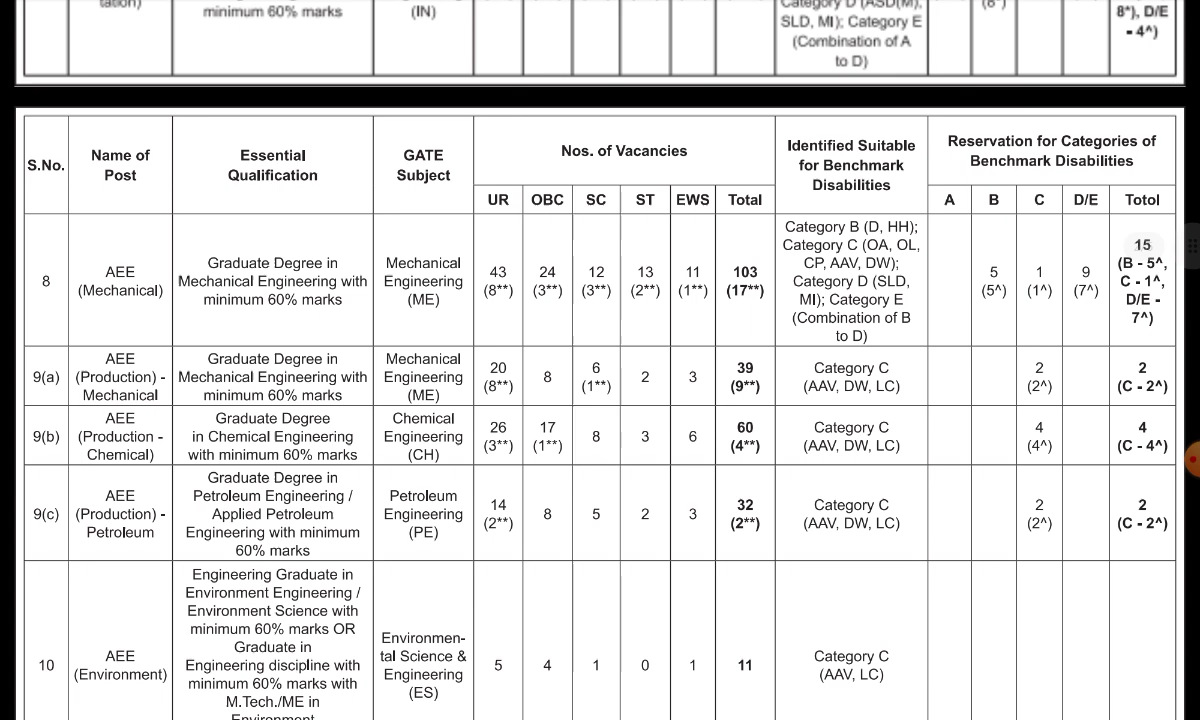 tation)
minimum 60% marks
(IN)
Category D (ASD(M),
SLD, MI); Category E
(Combination of A
to D)
(8^)
8*), D/E
- 4^)
S.No.
Name of
Post
Essential
Qualification
GATE
Subject
Nos. of Vacancies
Identified Suitable
for Benchmark
Disabilities
Reservation for Categories of
Benchmark Disabilities
UR OBC SC ST EWS Total
A B C D/E Totol
8
AEE
(Mechanical)
Graduate Degree in
Mechanical Engineering with
minimum 60% marks
Mechanical
Engineering
(ME)
43
(8**)
24
(3**)
12
(3**)
13
(2**)
11
(1**)
103
(17**)
Category B (D, HH);
Category C (OA, OL,
CP, AAV, DW);
Category D (SLD,
MI); Category E
(Combination of B
to D)
5
(5^)
1
(1^)
9
(7^)
15
(B - 5^,
C - 1^,
D/E -
7^)
9(a)
AEE
(Production) -
Mechanical
Graduate Degree in
Mechanical Engineering with
minimum 60% marks
Mechanical
Engineering
(ME)
20
(8**)
8
6
(1**)
2
3
39
(9**)
Category C
(AAV, DW, LC)
2
(2^)
2
(C - 2^)
9(b)
AEE
(Production -
Chemical)
Graduate Degree
in Chemical Engineering
with minimum 60% marks
Chemical
Engineering
(CH)
26
(3**)
17
(1**)
8
3
6
60
(4**)
Category C
(AAV, DW, LC)
4
(4^)
4
(C - 4^)
9(c)
AEE
(Production) -
Petroleum
Graduate Degree in
Petroleum Engineering /
Applied Petroleum
Engineering with minimum
60% marks
Petroleum
Engineering
(PE)
14
(2**)
8
5
2
3
32
(2**)
Category C
(AAV, DW, LC)
2
(2^)
2
(C - 2^)
10
AEE
(Environment)
Engineering Graduate in
Environment Engineering /
Environment Science with
minimum 60% marks OR
Graduate in
Engineering discipline with
minimum 60% marks with
M.Tech./ME in
Environment
Environmen-
tal Science &
Engineering
(ES)
5
4
1
0
1
11
Category C
(AAV, LC)